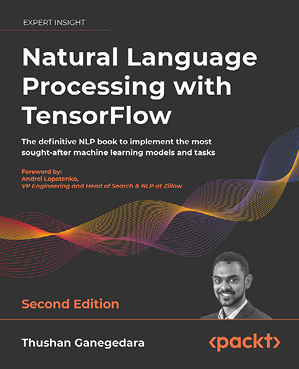 EXPERT INSIGHT
Natural Language
Processing with
TensorFlow
The definitive NLP book to implement the most
sought-after machine learning models and tasks
Foreword by:
Andrei Lopatenko,
VP Engineering and Head of Search & NLP at Zillow
Second Edition
Thushan Ganegedara
<packt>